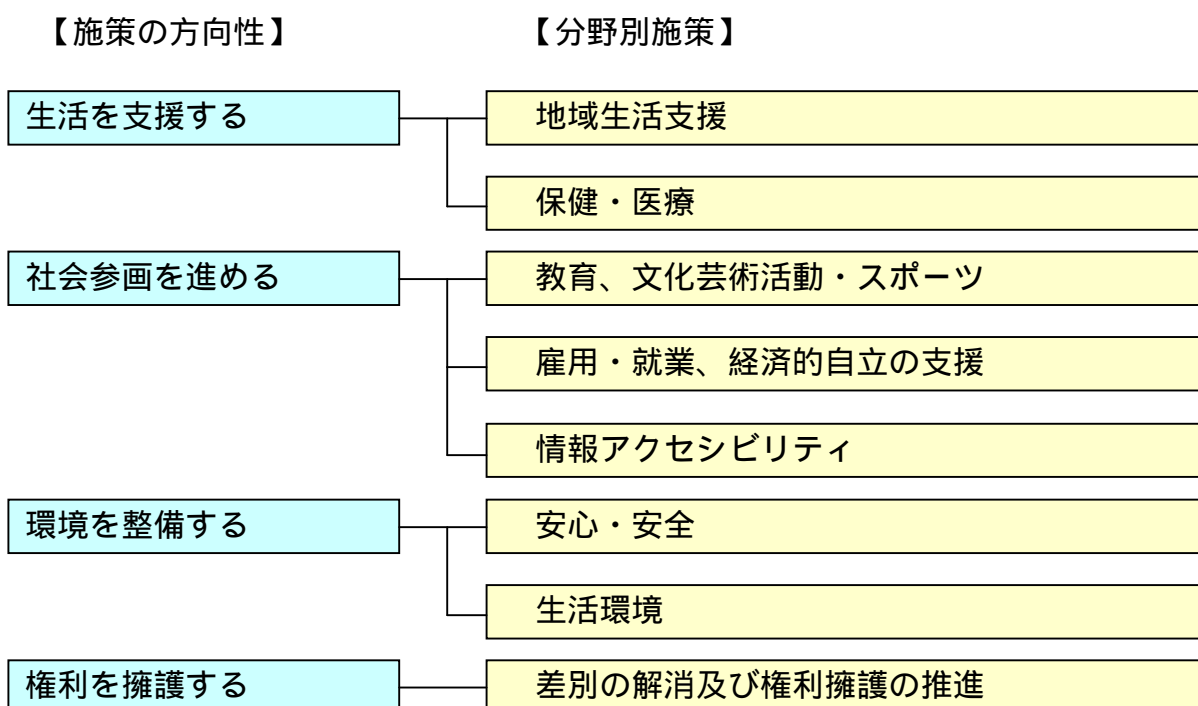 【施策の方向性】 【分野別施策】
生活を支援する 地域生活支援
保健・医療
社会参画を進める 教育、文化芸術活動・スポーツ
雇用・就業、経済的自立の支援
情報アクセシビリティ
環境を整備する 安心・安全
生活環境
権利を擁護する 差別の解消及び権利擁護の推進